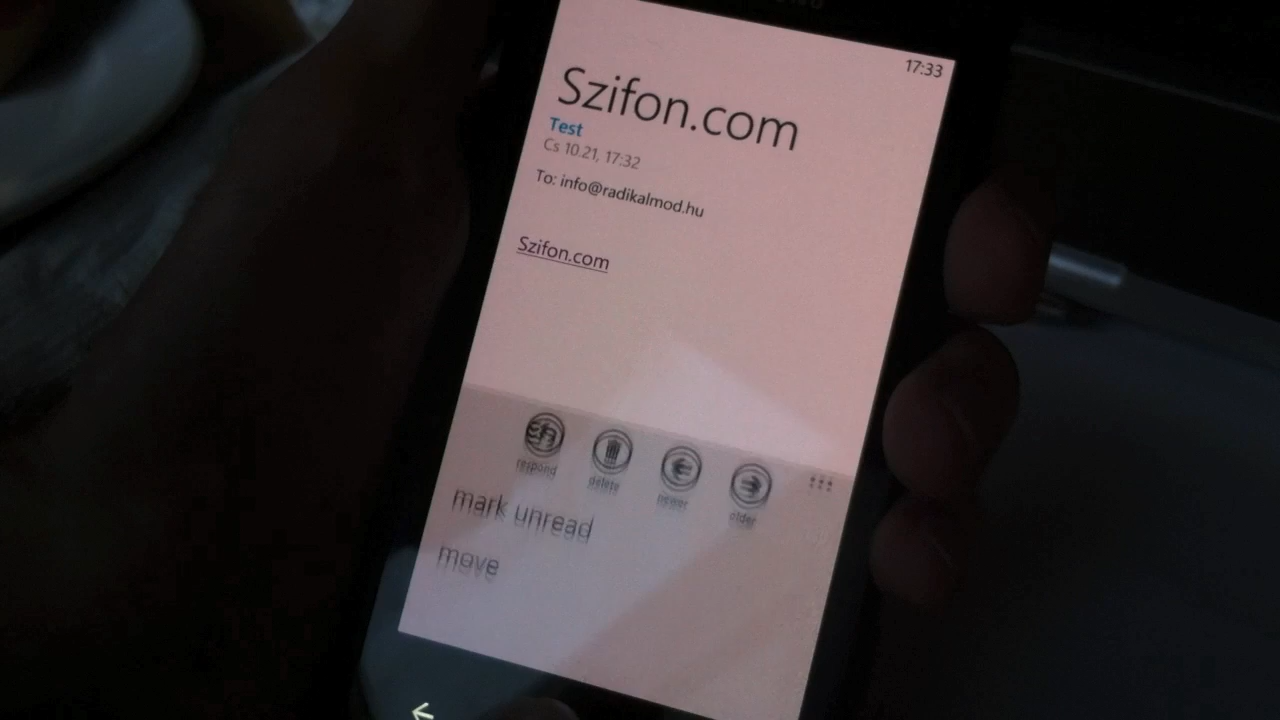 17:33
Szifon.com
Test
Cs 10.21, 17:32
To: info@radikalmod.hu
Szifon.com
respond
delete
newer
older
mark unread
move